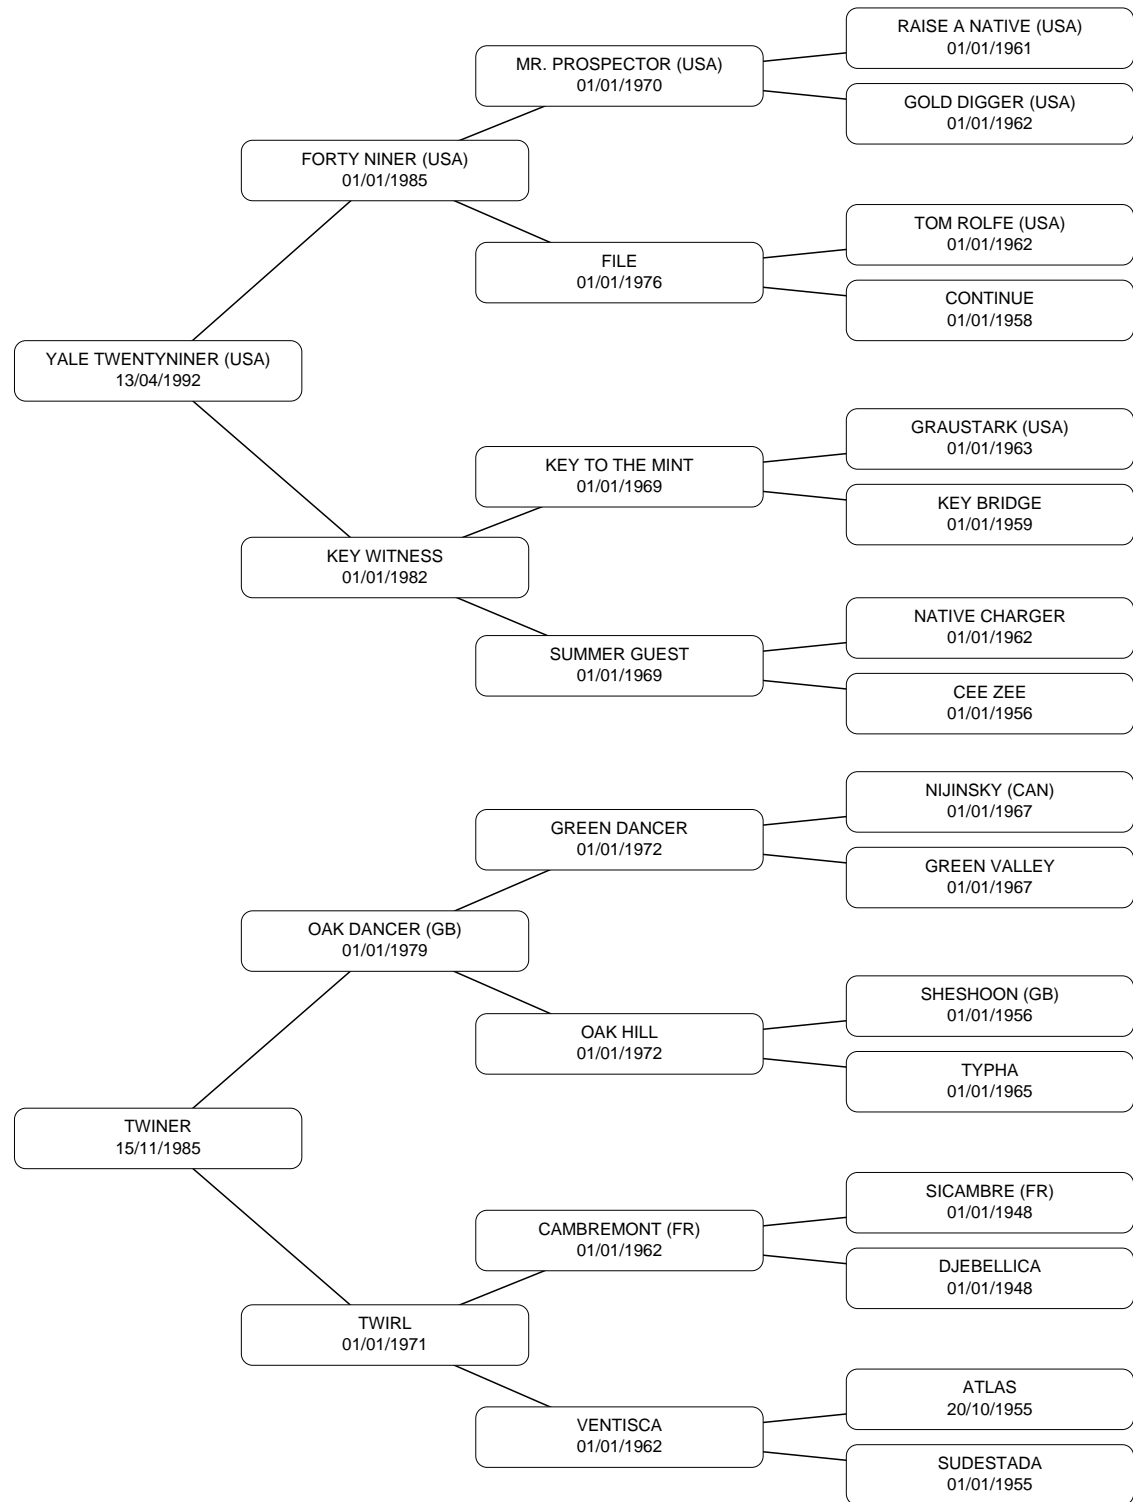 RAISE A NATIVE (USA)
01/01/1961
MR. PROSPECTOR (USA)
01/01/1970
GOLD DIGGER (USA)
01/01/1962
FORTY NINER (USA)
01/01/1985
TOM ROLFE (USA)
01/01/1962
FILE
01/01/1976
CONTINUE
01/01/1958
YALE TWENTYNINER (USA)
13/04/1992
GRAUSTARK (USA)
01/01/1963
KEY TO THE MINT
01/01/1969
KEY BRIDGE
01/01/1959
KEY WITNESS
01/01/1982
NATIVE CHARGER
01/01/1962
SUMMER GUEST
01/01/1969
CEE ZEE
01/01/1956
NIJINSKY (CAN)
01/01/1967
GREEN DANCER
01/01/1972
GREEN VALLEY
01/01/1967
OAK DANCER (GB)
01/01/1979
SHESHOON (GB)
01/01/1956
OAK HILL
01/01/1972
TYPHA
01/01/1965
TWINER
15/11/1985
SICAMBRE (FR)
01/01/1948
CAMBREMONT (FR)
01/01/1962
DJEBELLICA
01/01/1948
TWIRL
01/01/1971
ATLAS
20/10/1955
VENTISCA
01/01/1962
SUDESTADA
01/01/1955